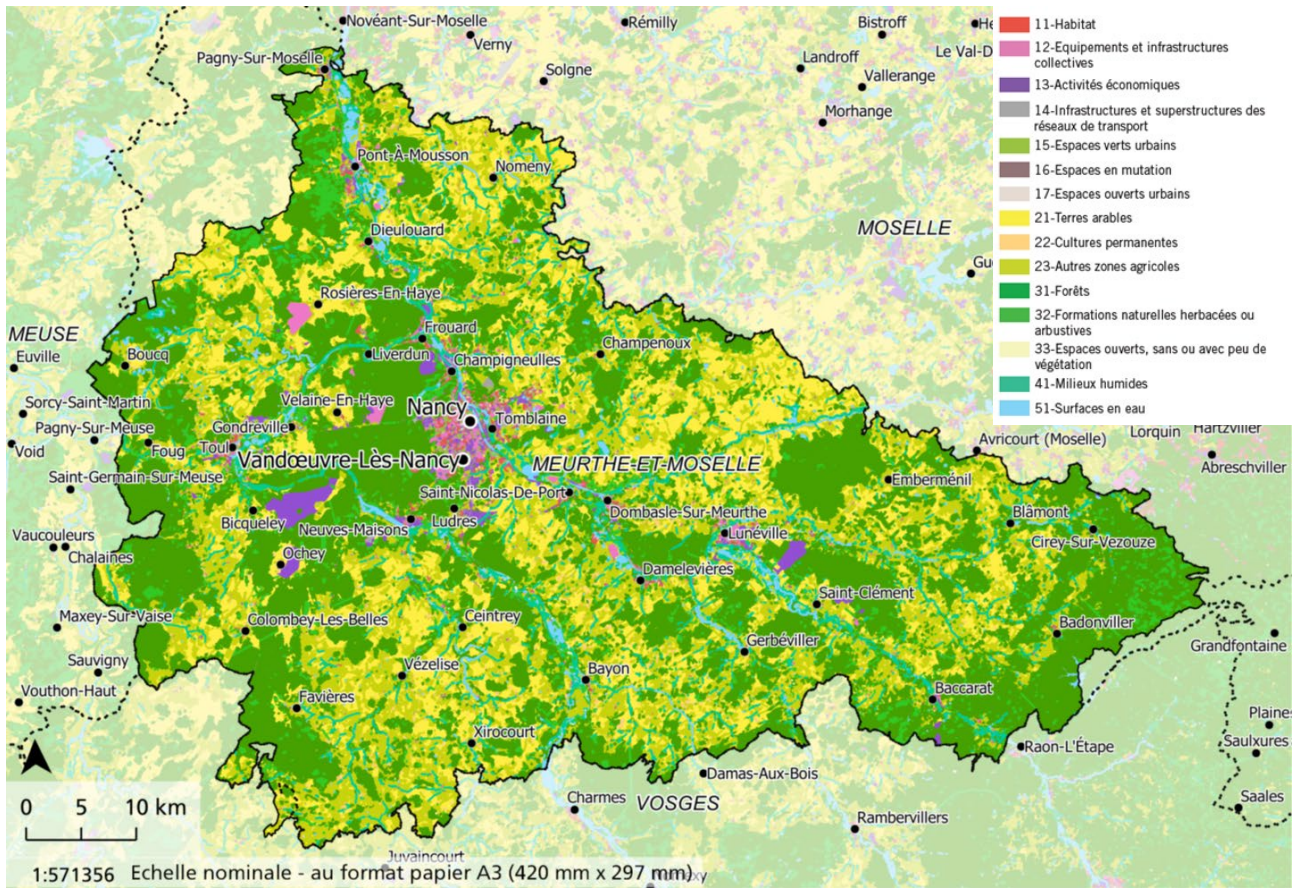 Novéant-Sur-Moselle
Rémilly
Bistroff
Verny
Le Val-D
Pagny-Sur-Moselle
Solgne
Landroff
Vallerange
Morhange
Pont-À-Mousson
Nomeny
MOSELLE
Dieulouard
Rosières-En-Haye
MEUSE
Frouard
Euville
Boucq
Liverdun
Champenoux
Champigneulles
Sorcy-Saint-Martin
Velaine-En-Haye
Nancy
Tomblaine
Pagny-Sur-Meuse
Gondreville
Void
Foug
Toul
Vandœuvre-Lès-Nancy
MEURTHE-ET-MOSELLE
Avricourt (Moselle)
Lorquin
Hartzviller
Abreschviller
Saint-Germain-Sur-Meuse
Saint-Nicolas-De-Port
Emberménil
Bicqueley
Neuves-Maisons
Ludres
Dombasle-Sur-Meurthe
Blâmont
Vaucouleurs
Chalaines
Ochey
Lunéville
Cirey-Sur-Vezouze
Damelevières
Saint-Clément
Maxey-Sur-Vaise
Colombey-Les-Belles
Ceintrey
Gerbéviller
Badonviller
Grandfontaine
Sauvigny
Vézelise
Bayon
Vouthon-Haut
Favières
Baccarat
Plaines
Xirocourt
Raon-L'Étape
Saulxures
Damas-Aux-Bois
Charmes
VOSGES
Rambervillers
Saales
Juvaincourt
0 5 10 km
1:571356 Echelle nominale - au format papier A3 (420 mm x 297 mm)
11-Habitat
12-Equipements et infrastructures
collectives
13-Activités économiques
14-Infrastructures et superstructures des
réseaux de transport
15-Espaces verts urbains
16-Espaces en mutation
17-Espaces ouverts urbains
21-Terres arables
22-Cultures permanentes
23-Autres zones agricoles
31-Forêts
32-Formations naturelles herbacées ou
arbustives
33-Espaces ouverts, sans ou avec peu de
végétation
41-Milieux humides
51-Surfaces en eau